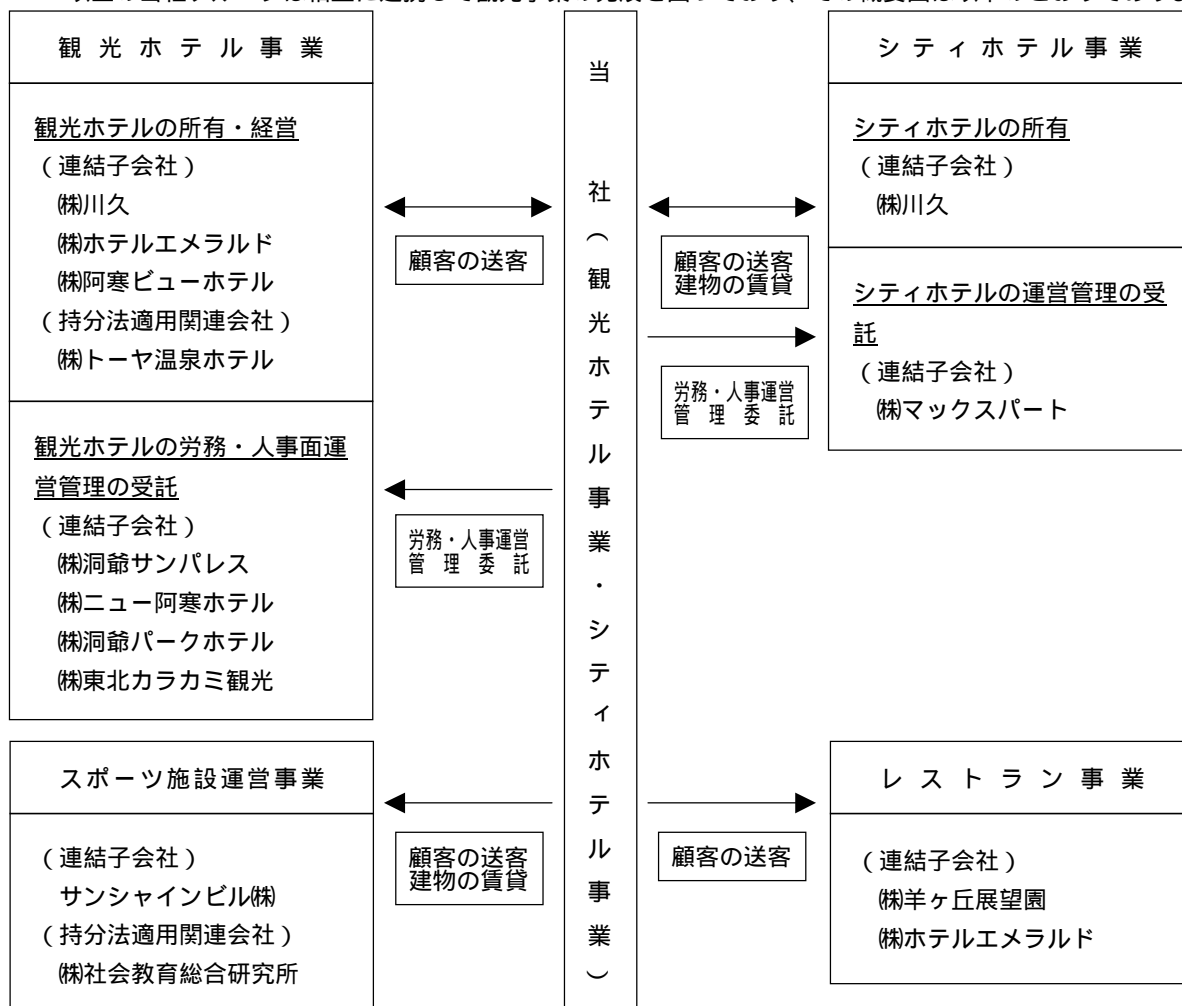 観光ホテル事業
観光ホテルの所有・経営
(連結子会社)
㈱川久
㈱ホテルエメラルド
㈱阿寒ビューホテル
(持分法適用関連会社)
㈱トーヤ温泉ホテル
観光ホテルの労務・人事面運
営管理の受託
(連結子会社)
㈱洞爺サンパレス
㈱ニュー阿寒ホテル
㈱洞爺パークホテル
㈱東北カラカミ観光
スポーツ施設運営事業
(連結子会社)
サンシャインビル㈱
(持分法適用関連会社)
㈱社会教育総合研究所
顧客の送客
労務・人事運営
管理委託
顧客の送客
建物の賃貸
当社(観光ホテル事業・シティホテル事業)
顧客の送客
建物の賃貸
労務・人事運営
管理委託
顧客の送客
シティホテル事業
シティホテルの所有
(連結子会社)
㈱川久
シティホテルの運営管理の受
託
(連結子会社)
㈱マックスパート
レストラン事業
(連結子会社)
㈱羊ヶ丘展望園
㈱ホテルエメラルド